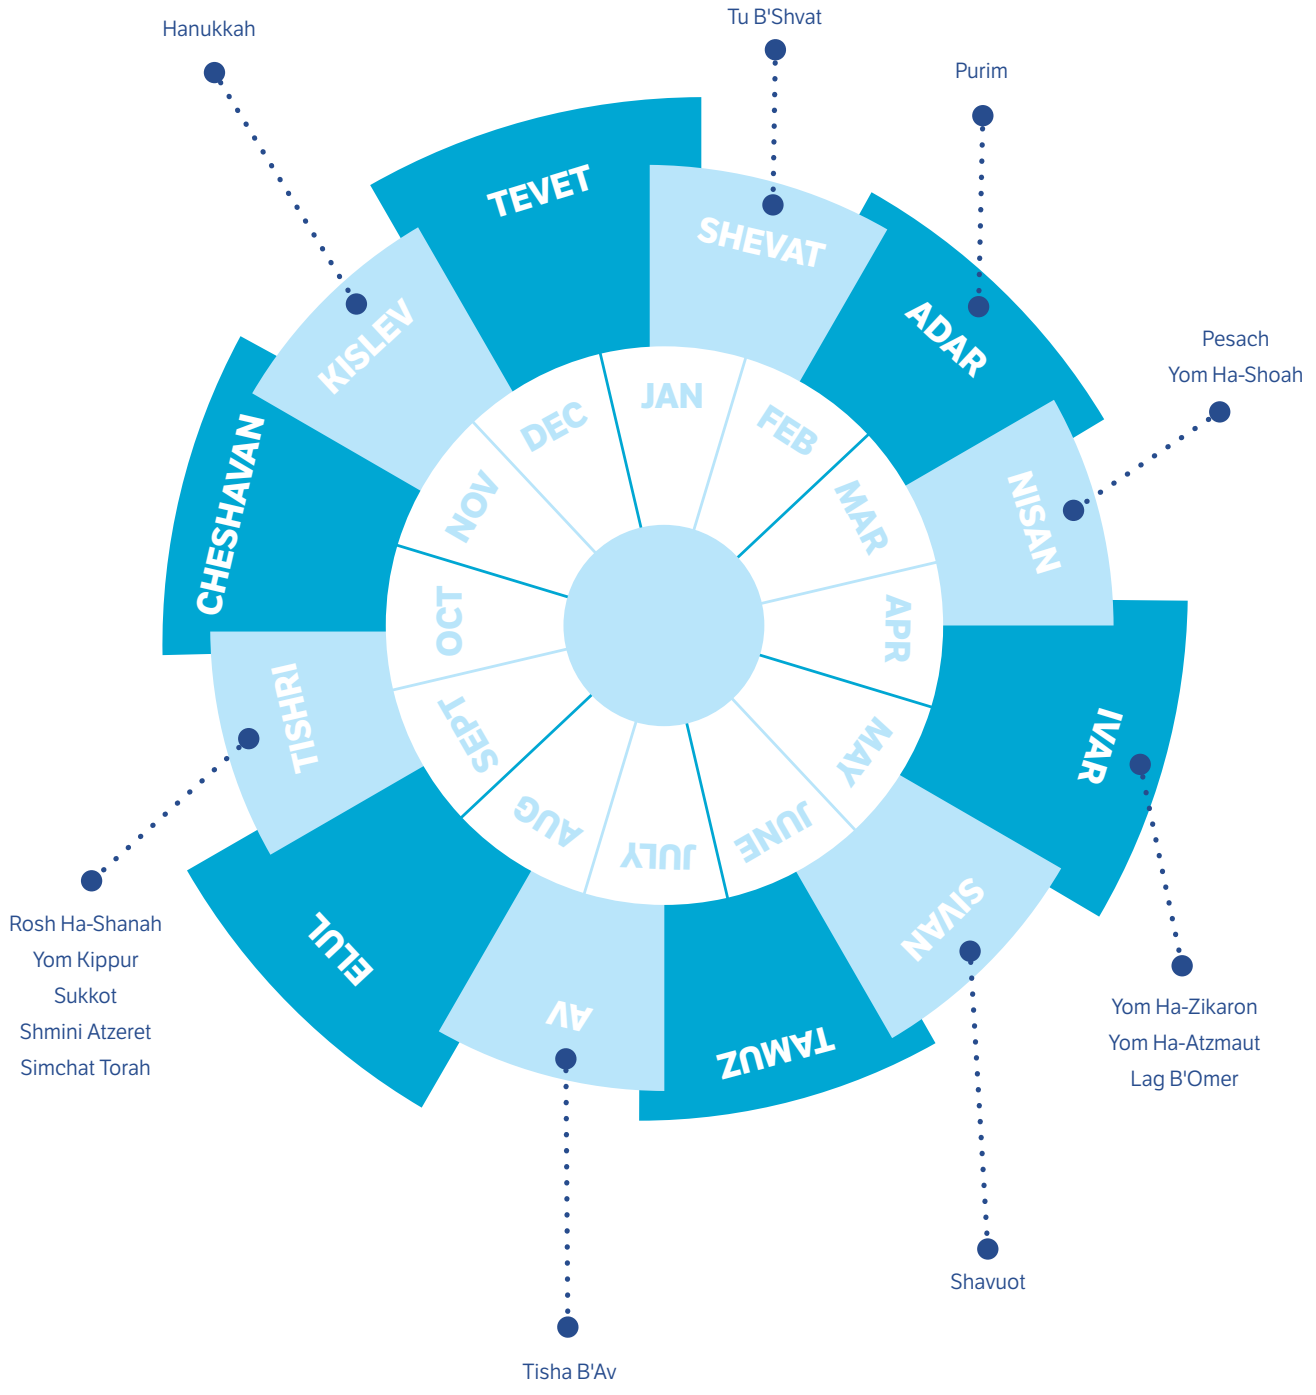 Hanukkah
Tu B'Shvat
Purim
Pesach
Yom Ha-Shoah
TEVET
SHEVAT
ADAR
NISAN
IVAR
SIVAN
TAMUZ
AV
ELUL
TISHRI
CHESHAVAN
KISLEV
JAN
FEB
MAR
APR
MAY
JUNE
JULY
AUG
SEPT
OCT
NOV
DEC
Rosh Ha-Shanah
Yom Kippur
Sukkot
Shmini Atzeret
Simchat Torah
Yom Ha-Zikaron
Yom Ha-Atzmaut
Lag B'Omer
Shavuot
Tisha B'Av